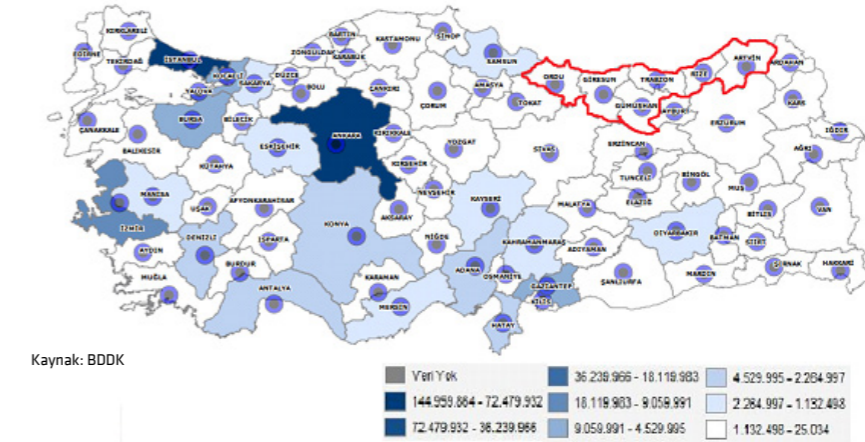 KIRKLARELİ
EDİRNE
TEKİRDAĞ
İSTANBUL
KOCAELİ
YALOVA
SAKARYA
DÜZCE
BOLU
ZONGULDAK
BARTIN
KARABÜK
KASTAMONU
SİNOP
SAMSUN
ÇANKIRI
ÇORUM
AMASYA
TOKAT
ORDU
GİRESUN
TRABZON
RİZE
ARTVİN
ARDAHAN
GÜMÜŞHAN
BAYBURT
KARS
IĞDIR
ERZURUM
AĞRI
ÇANAKKALE
BALIKESİR
BURSA
BİLECİK
ESKİŞEHİR
ANKARA
KIRIKKALE
YOZGAT
SİVAS
ERZİNCAN
TUNCELİ
BİNGÖL
MUŞ
KÜTAHYA
KIRŞEHİR
NEVŞEHİR
KAYSERİ
MALATYA
ELAZIĞ
BİTLİS
VAN
MANİSA
UŞAK
AFYONKARAHİSAR
KONYA
AKSARAY
NİĞDE
KAHRAMANMARAŞ
ADIYAMAN
DİYARBAKIR
BATMAN
SİİRT
İZMİR
DENİZLİ
ISPARTA
AYDIN
BURDUR
MUĞLA
ANTALYA
KARAMAN
MERSİN
ADANA
OSMANİYE
GAZİANTEP
KİLİS
HATAY
ŞANLIURFA
MARDİN
ŞIRNAK
HAKKARİ
Kaynak: BDDK
Veri Yok
36.239.966 - 18.119.983
4.529.995 - 2.264.997
144.959.864 - 72.479.932
18.119.983 - 9.059.991
2.264.997 - 1.132.498
72.479.932 - 36.239.966
9.059.991 - 4.529.995
1.132.498 - 25.034